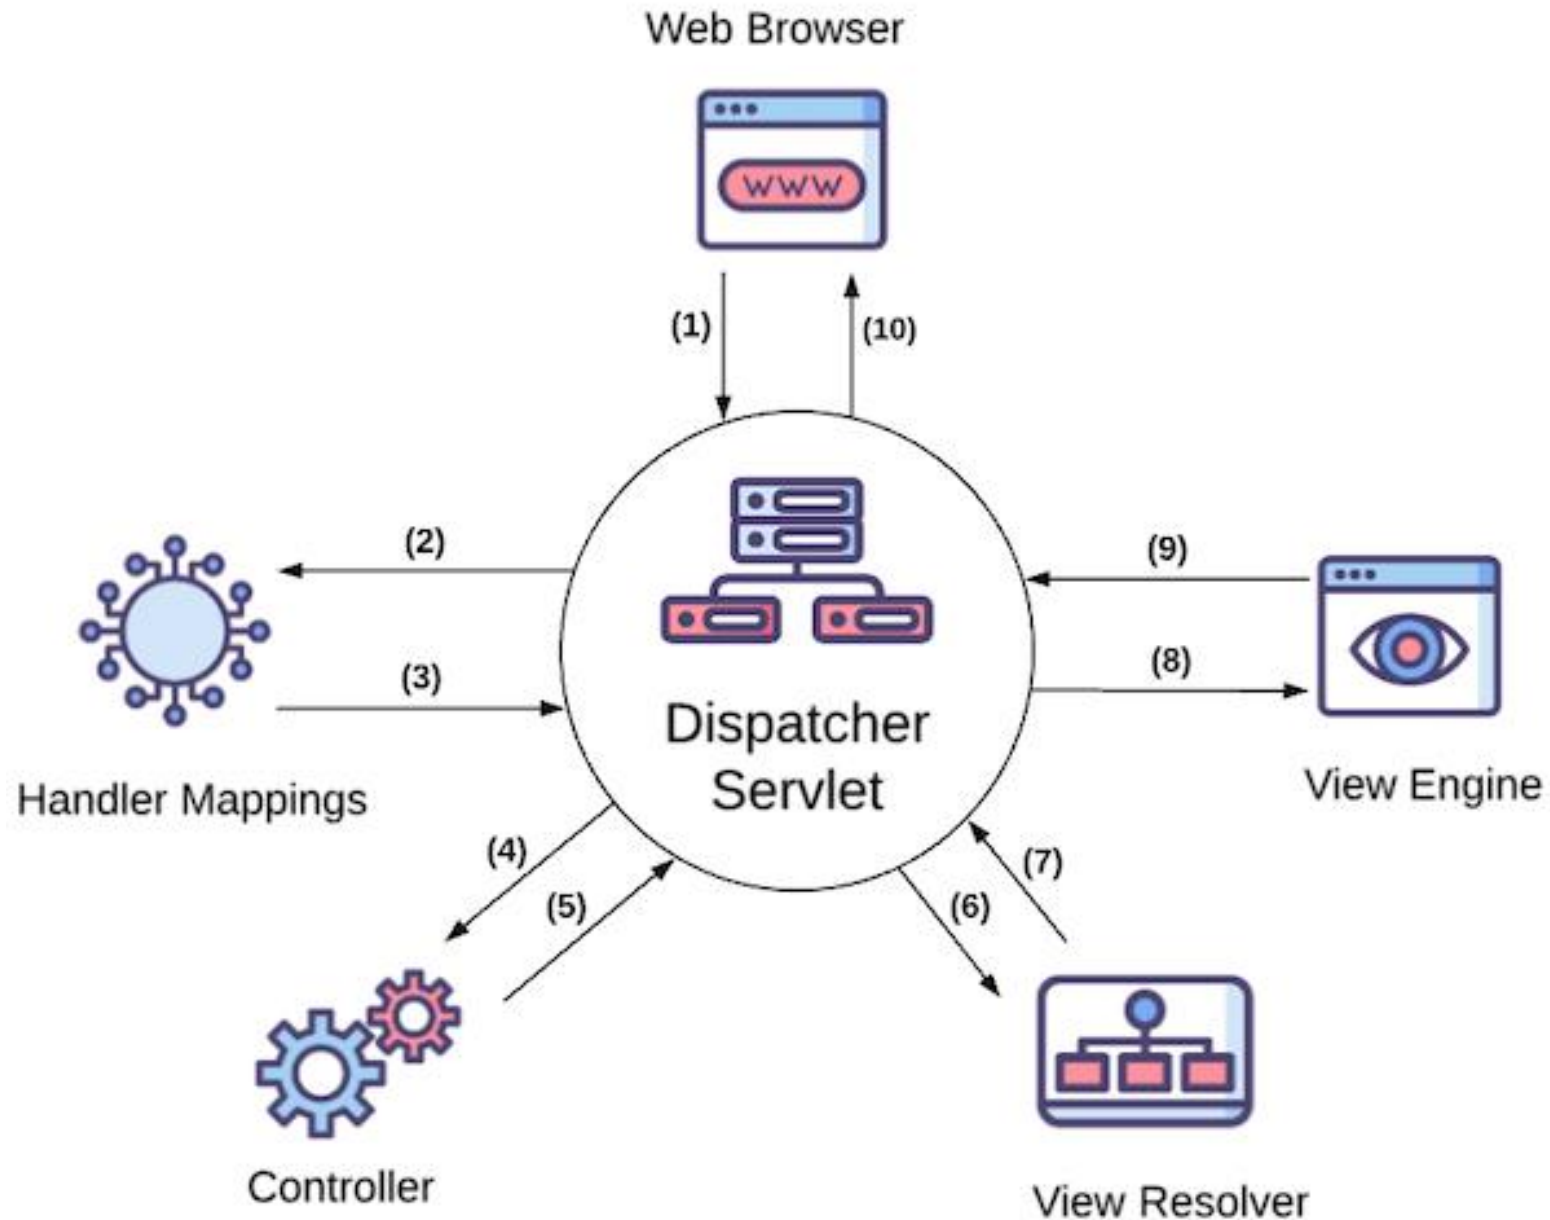 Web Browser
WWW
(1)
(10)
(2)
(9)
(3)
(8)
Dispatcher
Servlet
Handler Mappings
View Engine
(4)
(7)
(5)
(6)
Controller
View Resolver